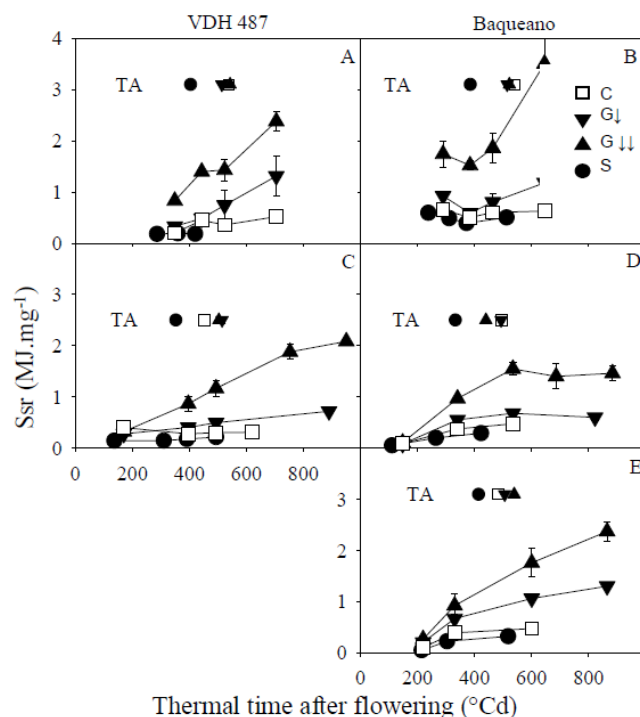 VDH 487
Baqueano
4
A
B
TA
TA
C
G↓
G↓↓
S
3
2
1
0
C
D
TA
TA
Ssr (MJ.mg⁻¹)
3
2
1
0
0 200 400 600 800
E
TA
3
2
1
0
0 200 400 600 800
Thermal time after flowering (°Cd)